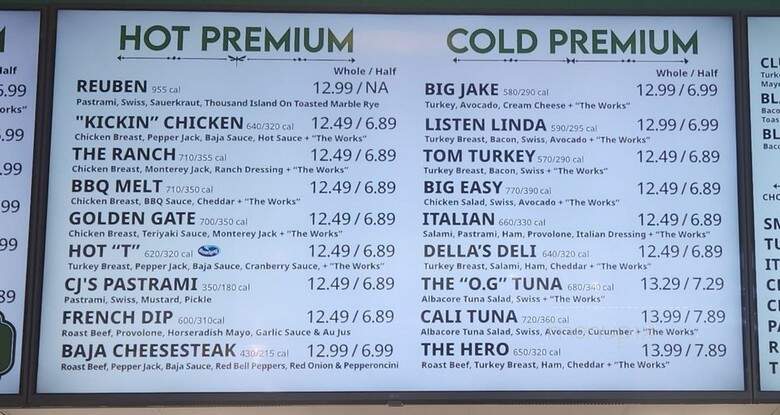 HOT PREMIUM
Whole / Half
REUBEN 955 cal 12.99 / NA
Pastrami, Swiss, Sauerkraut, Thousand Island On Toasted Marble Rye
"KICKIN" CHICKEN 640/320 cal 12.49 / 6.89
Chicken Breast, Pepper Jack, Baja Sauce, Hot Sauce + "The Works"
THE RANCH 710/355 cal 12.49 / 6.89
Chicken Breast, Monterey Jack, Ranch Dressing + "The Works"
BBQ MELT 710/350 cal 12.49 / 6.89
Chicken Breast, BBQ Sauce, Cheddar + "The Works"
GOLDEN GATE 700/350 cal 12.49 / 6.89
Chicken Breast, Teriyaki Sauce, Monterey Jack + "The Works"
HOT "T" 620/320 cal 12.49 / 6.89
Turkey Breast, Pepper Jack, Baja Sauce, Cranberry Sauce, + "The Works"
CJ'S PASTRAMI 350/180 cal 12.49 / 6.89
Pastrami, Swiss, Mustard, Pickle
FRENCH DIP 600/310cal 12.49 / 6.89
Roast Beef, Provolone, Horseradish Mayo, Garlic Sauce & Au Jus
BAJA CHEESESTEAK 430/215 cal 12.99 / 6.99
Roast Beef, Pepper Jack, Baja Sauce, Red Bell Peppers, Red Onion & Pepperoncini
COLD PREMIUM
Whole / Half
BIG JAKE 580/290 cal 12.99 / 6.99
Turkey, Avocado, Cream Cheese + "The Works"
LISTEN LINDA 590/295 cal 12.99 / 6.99
Turkey Breast, Bacon, Swiss, Avocado + "The Works"
TOM TURKEY 570/290 cal 12.49 / 6.89
Turkey Breast, Bacon, Swiss + "The Works"
BIG EASY 770/390 cal 12.49 / 6.89
Chicken Salad, Swiss, Avocado + "The Works"
ITALIAN 660/330 cal 12.49 / 6.89
Salami, Pastrami, Ham, Provolone, Italian Dressing + "The Works"
DELLA'S DELI 640/320 cal 12.49 / 6.89
Turkey Breast, Salami, Ham, Cheddar + "The Works"
THE "O.G" TUNA 680/340 cal 13.29 / 7.29
Albacore Tuna Salad, Swiss + "The Works"
CALI TUNA 720/360 cal 13.99 / 7.89
Albacore Tuna Salad, Swiss, Avocado, Cucumber + "The Works"
THE HERO 650/320 cal 13.99 / 7.89
Roast Beef, Turkey Breast, Ham, Cheddar + "The Works"